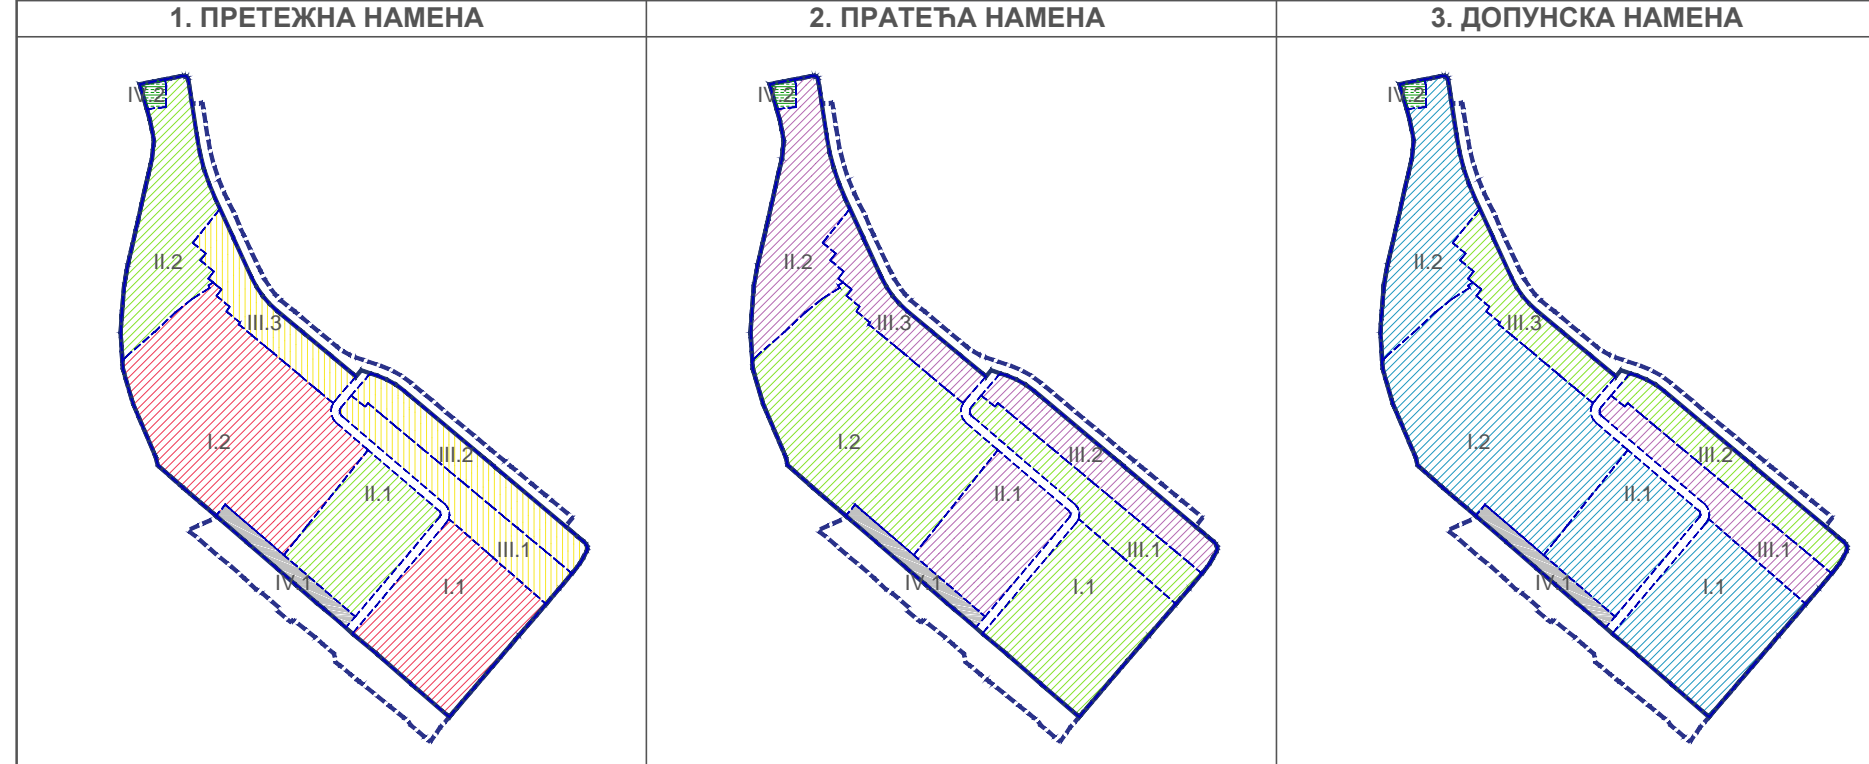 1. ПРЕТЕЖНА НАМЕНА
2. ПРАТЕЋА НАМЕНА
3. ДОПУНСКА НАМЕНА
IV.2
II.2
III.3
I.2
III.2
II.1
III.1
IV.1
I.1
IV.2
II.2
III.3
I.2
III.2
II.1
III.1
IV.1
I.1
IV.2
II.2
III.3
I.2
III.2
II.1
III.1
IV.1
I.1